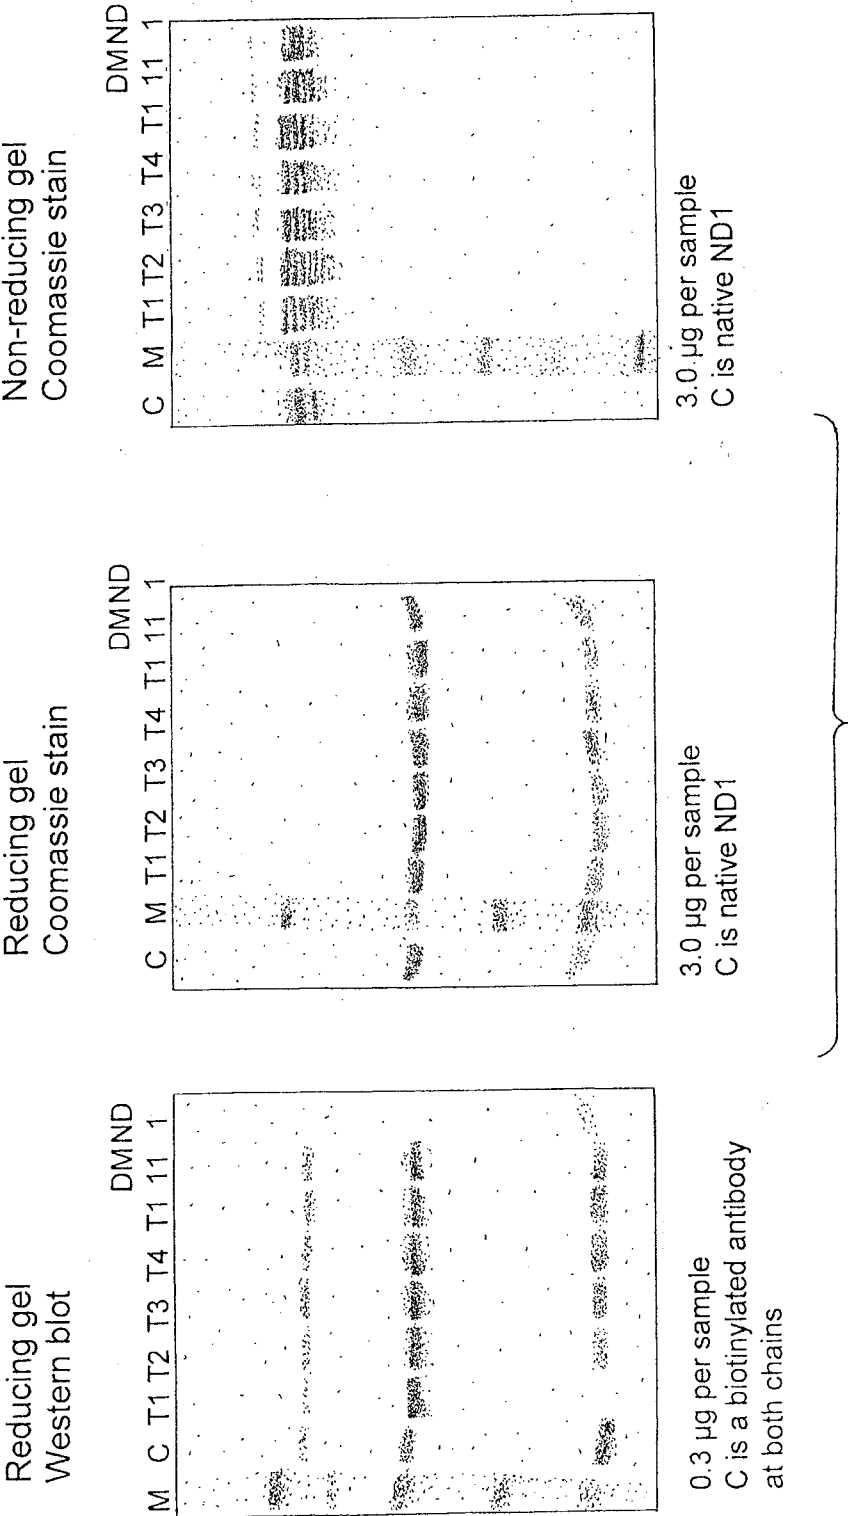 Reducing gel
Western blot
DMND
M C T1 T2 T3 T4 T1 11 1
0.3 µg per sample
C is a biotinylated antibody
at both chains
Reducing gel
Coomassie stain
DMND
C M T1 T2 T3 T4 T1 11 1
3.0 µg per sample
C is native ND1
Non-reducing gel
Coomassie stain
DMND
C M T1 T2 T3 T4 T1 11 1
3.0 µg per sample
C is native ND1